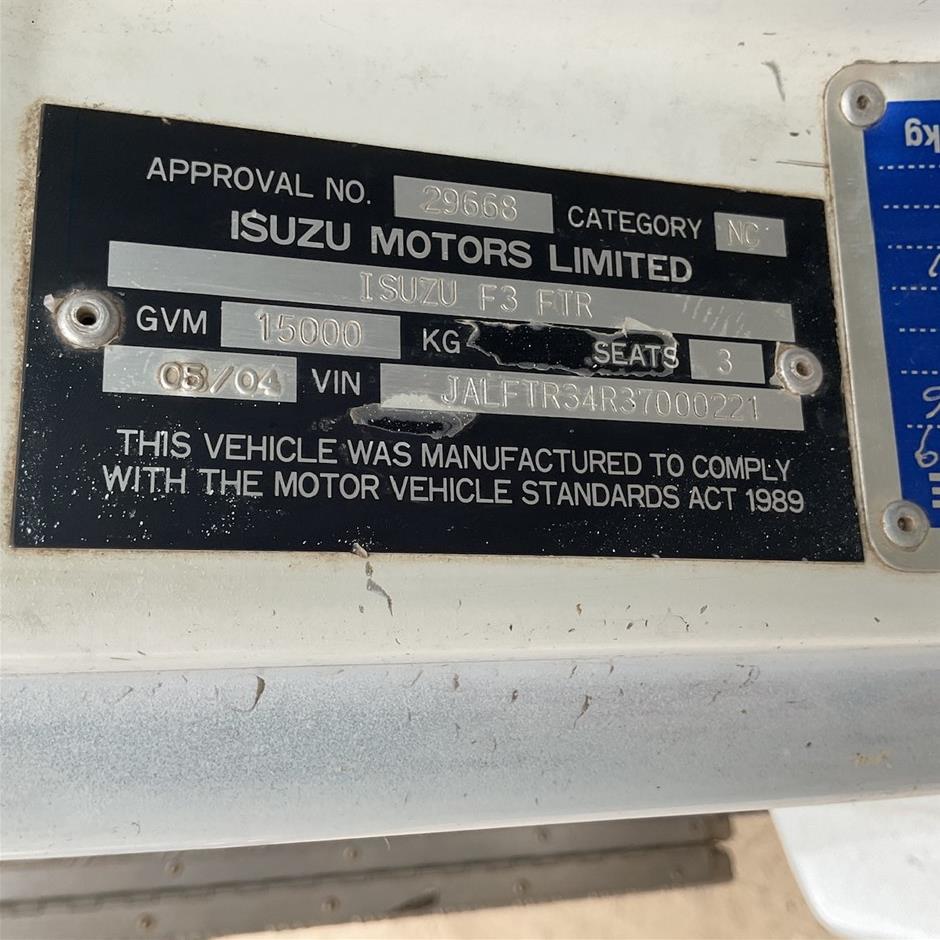 APPROVAL NO. 29668 CATEGORY NC
ISUZU MOTORS LIMITED
ISUZU F3 FTR
GVM 15000 KG SEATS 3
05/04 VIN JALFTR34R37000221
THIS VEHICLE WAS MANUFACTURED TO COMPLY
WITH THE MOTOR VEHICLE STANDARDS ACT 1989
kg